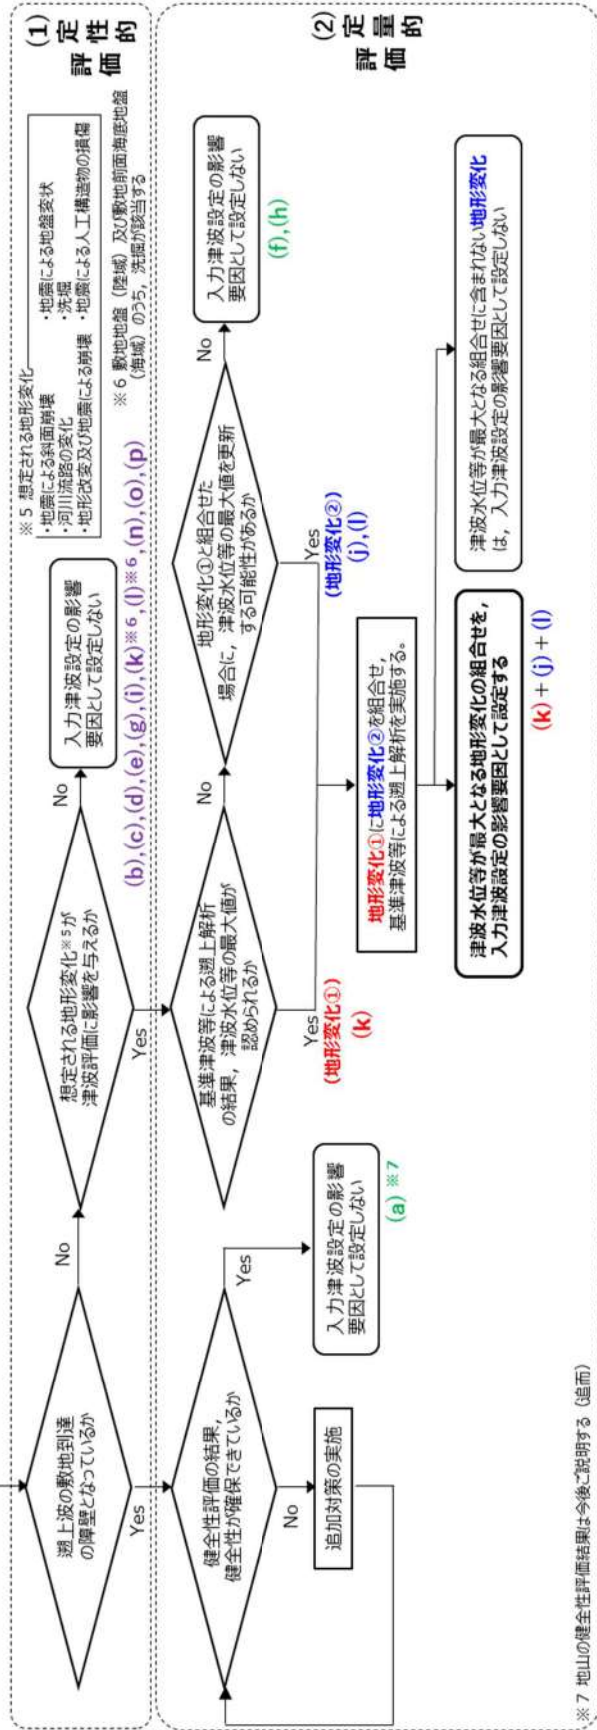 (1)
定
性
的
評
価
遡上波の敷地到達
の障壁となっているか
No
Yes
想定される地形変化※5が
津波評価に影響を与えるか
No
Yes
入力津波設定の影響
要因として設定しない
(b),(c),(d),(e),(g),(i),(k)※6,(l)※6,(n),(o),(p)
※5 想定される地形変化
・地震による斜面崩壊 ・地震による地盤変状
・河川流路の変化 ・洗掘
・地形改変及び地震による崩壊 ・地震による人工構造物の損傷
※6 敷地地盤（陸域）及び敷地前面海底地盤
（海域）のうち，洗掘が該当する
(2)
定
量
的
評
価
健全性評価の結果，
健全性が確保できているか
Yes
No
追加対策の実施
入力津波設定の影響
要因として設定しない
(a)※7
基準津波等による遡上解析
の結果，津波水位等の最大値が
認められるか
No
Yes
(地形変化①)
(k)
地形変化①と組合せた
場合に，津波水位等の最大値を更新
する可能性があるか
No
Yes
(地形変化②)
(j),(l)
入力津波設定の影響
要因として設定しない
(f),(h)
地形変化①に地形変化②を組合せ，
基準津波等による遡上解析を実施する。
津波水位等が最大となる地形変化の組合せを，
入力津波設定の影響要因として設定する
(k)+(j)+(l)
津波水位等が最大となる組合せに含まれない地形変化
は，入力津波設定の影響要因として設定しない
※7 地山の健全性評価結果は今後ご説明する（追而）